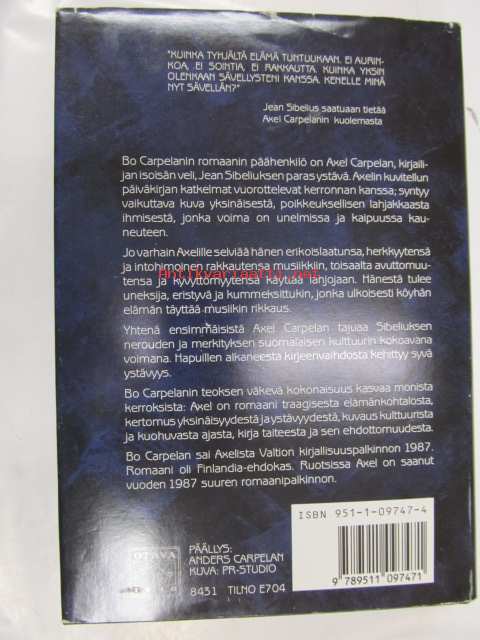 "KUINKA TYHJÄLTÄ ELÄMÄ TUNTUUKAAN. EI AURIN-
KOA, EI SOINTIA, EI RAKKAUTTA. KUINKA YKSIN
OLENKAAN SÄVELLYSTENI KANSSA. KENELLE MINÄ
NYT SÄVELLÄN?"
Jean Sibelius saatuaan tietää
Axel Carpelanin kuolemasta
Bo Carpelanin romaanin päähenkilö on Axel Carpelan, kirjaili-
jan isoisän veli, Jean Sibeliuksen paras ystävä. Axelin kuvitellun
päiväkirjan katkelmat vuorottelevat kerronnan kanssa; syntyy
vaikuttava kuva yksinäisestä, poikkeuksellisen lahjakkaasta
ihmisestä, jonka voima on unelmissa ja kaipuussa kau-
neuteen.
Jo varhain Axelille selviää hänen erikoislaatunsa, herkkyytensä
ja intohimoinen rakkautensa musiikkiin, toisaalta avuttomuu-
tensa ja kyvyttömyytensä käyttää lahjojaan. Hänestä tulee
uneksija, eristyvä ja kummeksittukin, jonka ulkoisesti köyhän
elämän täyttää musiikin rikkaus.
Yhtenä ensimmäisistä Axel Carpelan tajuaa Sibeliuksen
nerouden ja merkityksen suomalaisen kulttuurin kokoavana
voimana. Hapuillen alkaneesta kirjeenvaihdosta kehittyy syvä
ystävyys.
Bo Carpelanin teoksen väkevä kokonaisuus kasvaa monista
kerroksista: Axel on romaani traagisesta elämänkohtalosta,
kertomus yksinäisyydestä ja ystävyydestä, kuvaus kulttuurista
ja kuohuvasta ajasta, kirja taiteesta ja sen ehdottomuudesta.
Bo Carpelan sai Axelista Valtion kirjallisuuspalkinnon 1987.
Romaani oli Finlandia-ehdokas. Ruotsissa Axel on saanut
vuoden 1987 suuren romaanipalkinnon.
ISBN 951-1-09747-4
9 789511 097471
OTAVA
PÄÄLLYS:
ANDERS CARPELAN
KUVA: PR-STUDIO
8431 TILNO E704